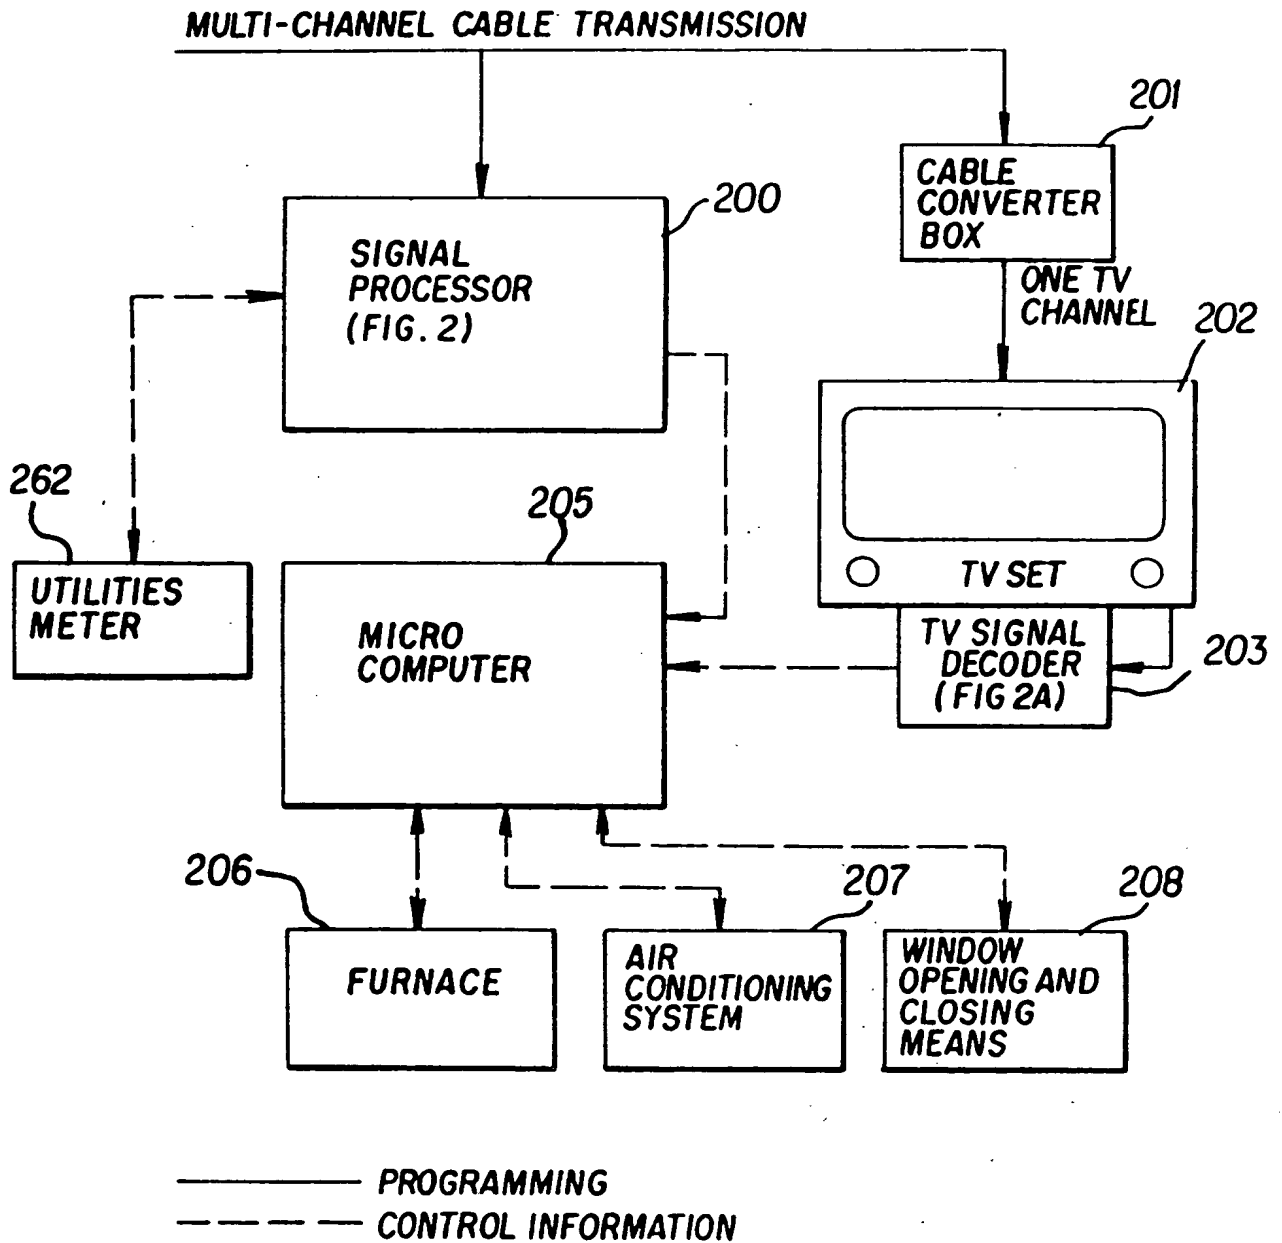 MULTI-CHANNEL CABLE TRANSMISSION
201
CABLE
CONVERTER
BOX
200
SIGNAL
PROCESSOR
(FIG. 2)
ONE TV
CHANNEL
202
262
205
TV SET
UTILITIES
METER
MICRO
COMPUTER
TV SIGNAL
DECODER
(FIG 2A)
203
206
207
208
FURNACE
AIR
CONDITIONING
SYSTEM
WINDOW
OPENING AND
CLOSING
MEANS
PROGRAMMING
CONTROL INFORMATION